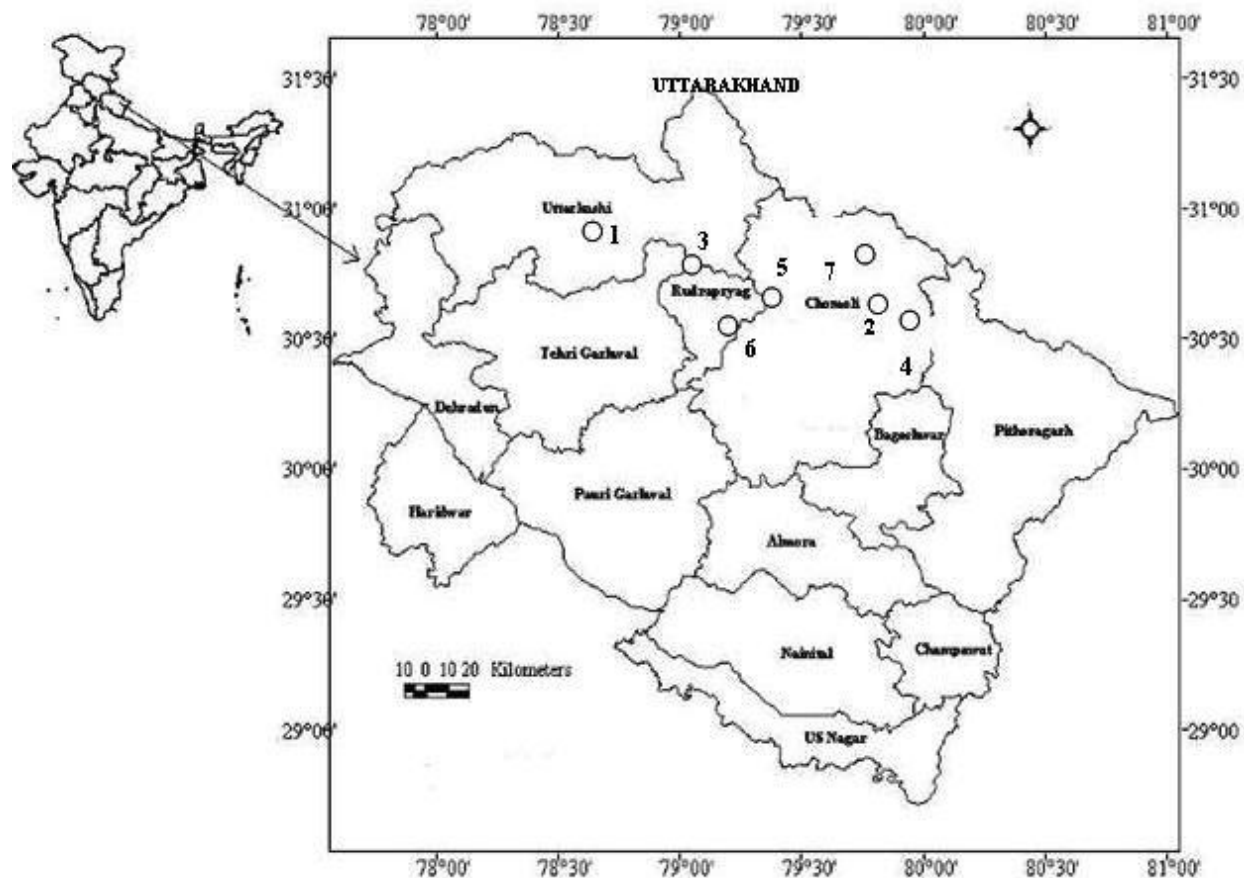 78°00' 78°30' 79°00' 79°30' 80°00' 80°30' 81°00'
31°30' 31°30'
UTTARAKHAND
31°00' 31°00'
Uttarkashi
1
3
5
7
Rudrapryag
Chomoli
2
6
4
30°30' 30°30'
Tehri Garhwal
Dehradun
Bageshwar
Pithoragarh
30°00' 30°00'
Pauri Garhwal
Haridwar
Almora
29°30' 29°30'
Nainital
Champawat
10 0 10 20 Kilometers
29°00' 29°00'
US Nagar
78°00' 78°30' 79°00' 79°30' 80°00' 80°30' 81°00'